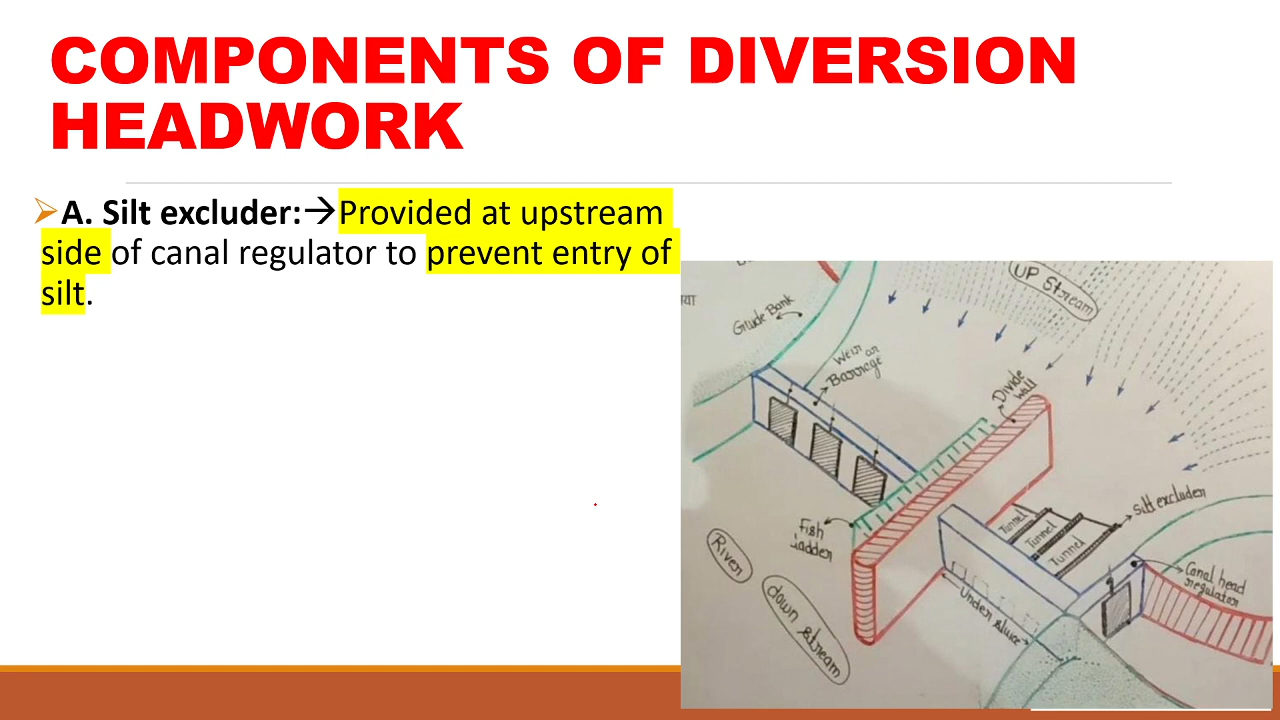 COMPONENTS OF DIVERSION
HEADWORK
➢A. Silt excluder:→Provided at upstream
side of canal regulator to prevent entry of
silt.
UP Stream
Guide Bank
Weir or
Barrage
Divide
wall
Silt excluder
Tunnel
Tunnel
Tunnel
Fish
Ladder
River
Canal head
regulator
Under sluice
down stream